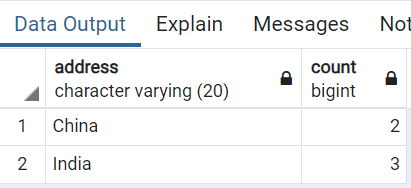 Data Output Explain Messages Not
address count
character varying (20) bigint
1 China 2
2 India 3